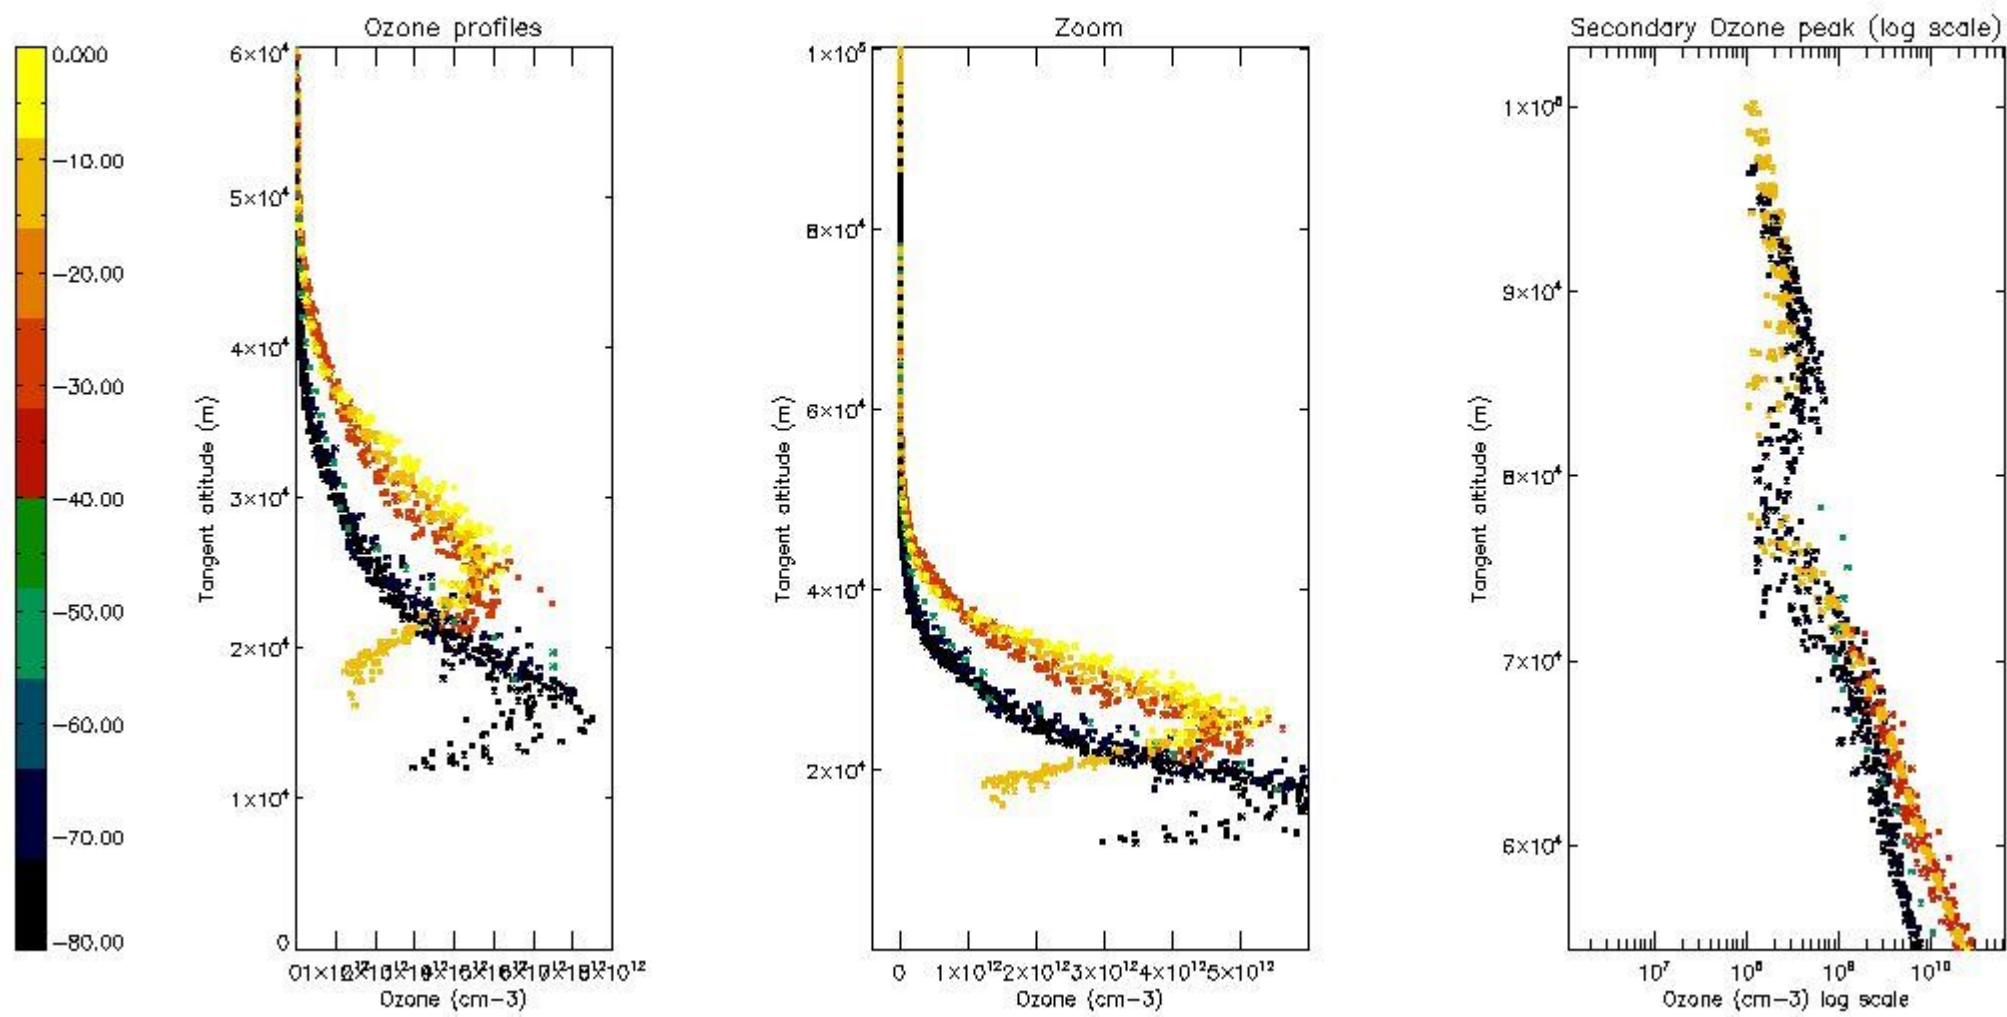 Ozone profiles
Zoom
Secondary Ozone peak (log scale)
0.000
-10.00
-20.00
-30.00
-40.00
-50.00
-60.00
-70.00
-80.00
6×10⁴
5×10⁴
4×10⁴
3×10⁴
2×10⁴
1×10⁴
0
Tangent altitude (m)
Ozone (cm-3)
1×10⁵
8×10⁴
6×10⁴
4×10⁴
2×10⁴
Tangent altitude (m)
0 1×10¹² 2×10¹² 3×10¹² 4×10¹² 5×10¹²
Ozone (cm-3)
9×10⁴
8×10⁴
7×10⁴
6×10⁴
Tangent altitude (m)
10⁷ 10⁸ 10⁹ 10¹⁰
Ozone (cm-3) log scale